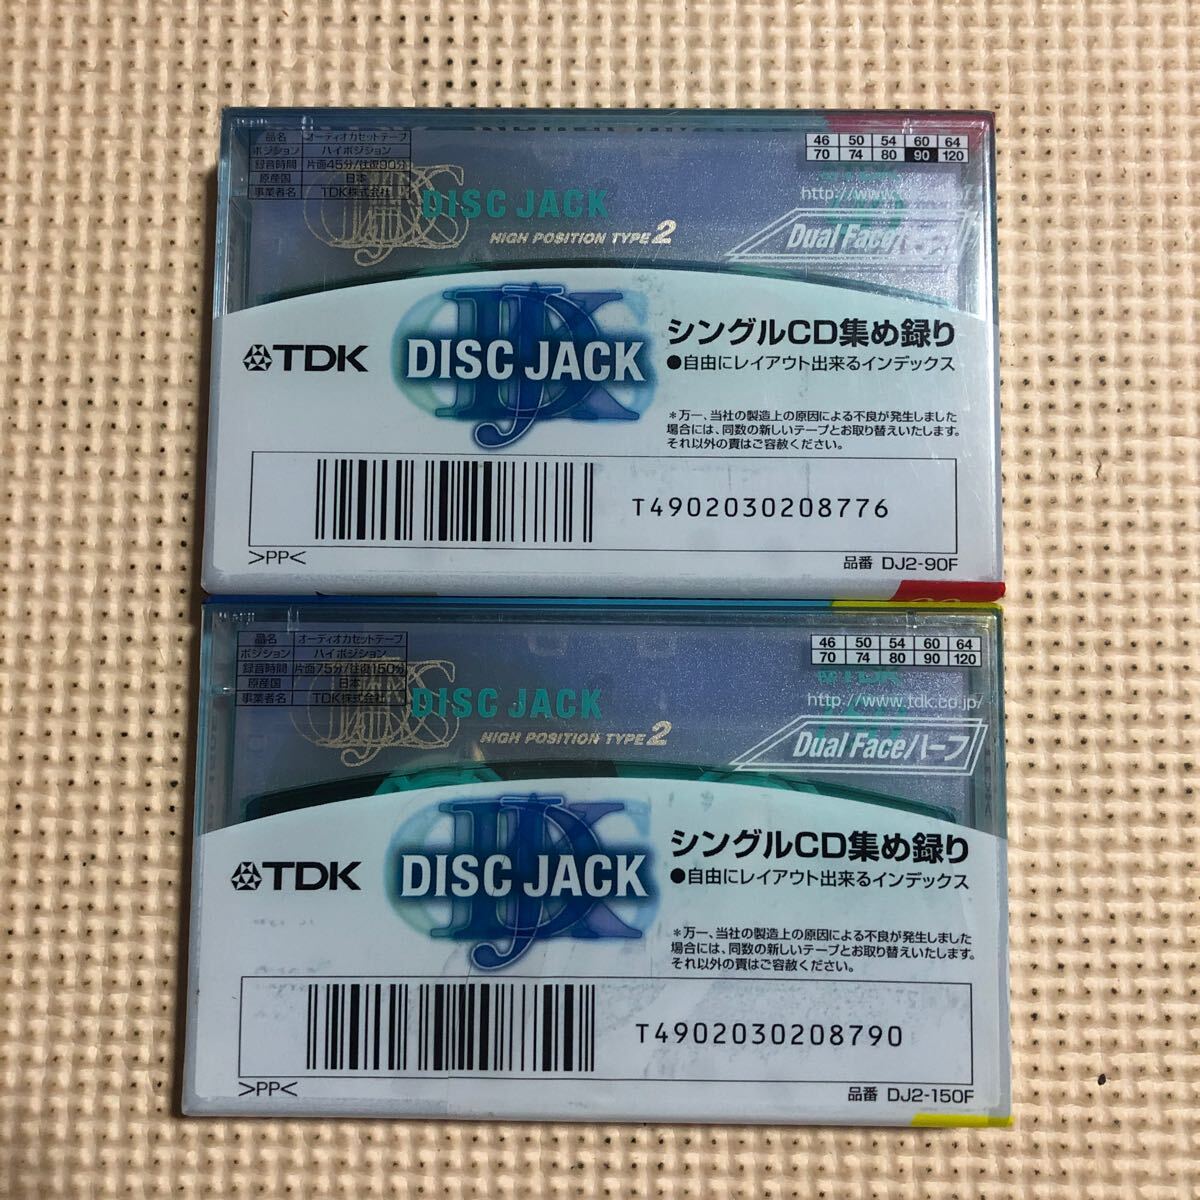 品名 オーディオカセットテープ
ポジション ハイポジション
録音時間 片面45分/往復90分
原産国 日本
事業者名 TDK株式会社
46 50 54 60 64
70 74 80 90 120
http://www.
DISC JACK
HIGH POSITION TYPE 2
Dual Face/ハーフ
TDK
DISC JACK
シングルCD集め録り
●自由にレイアウト出来るインデックス
*万一、当社の製造上の原因による不良が発生しました
場合には、同数の新しいテープとお取り替えいたします。
それ以外の責はご容赦ください。
T4902030208776
>PP<
品番 DJ2-90F
品名 オーディオカセットテープ
ポジション ハイポジション
録音時間 片面75分/往復150分
原産国 日本
事業者名 TDK株式会社
46 50 54 60 64
70 74 80 90 120
http://www.tdk.co.jp/
DISC JACK
HIGH POSITION TYPE 2
Dual Face/ハーフ
TDK
DISC JACK
シングルCD集め録り
●自由にレイアウト出来るインデックス
*万一、当社の製造上の原因による不良が発生しました
場合には、同数の新しいテープとお取り替えいたします。
それ以外の責はご容赦ください。
T4902030208790
>PP<
品番 DJ2-150F